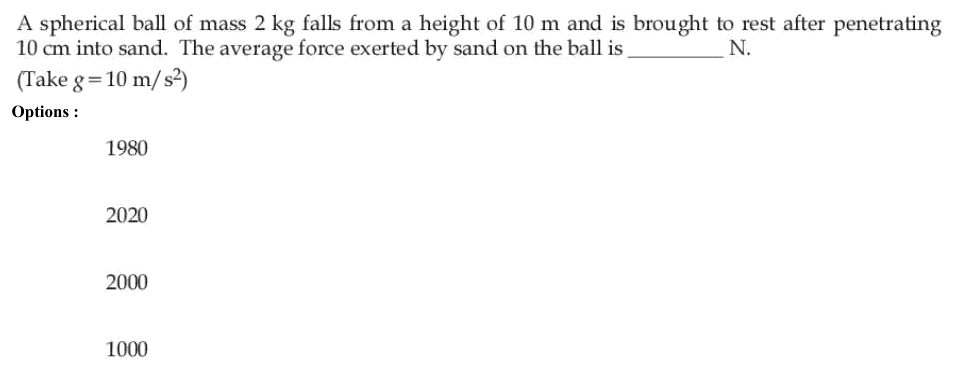 A spherical ball of mass 2 kg falls from a height of 10 m and is brought to rest after penetrating
10 cm into sand. The average force exerted by sand on the ball is __________ N.
(Take g = 10 m/s²)
Options :
1980
2020
2000
1000